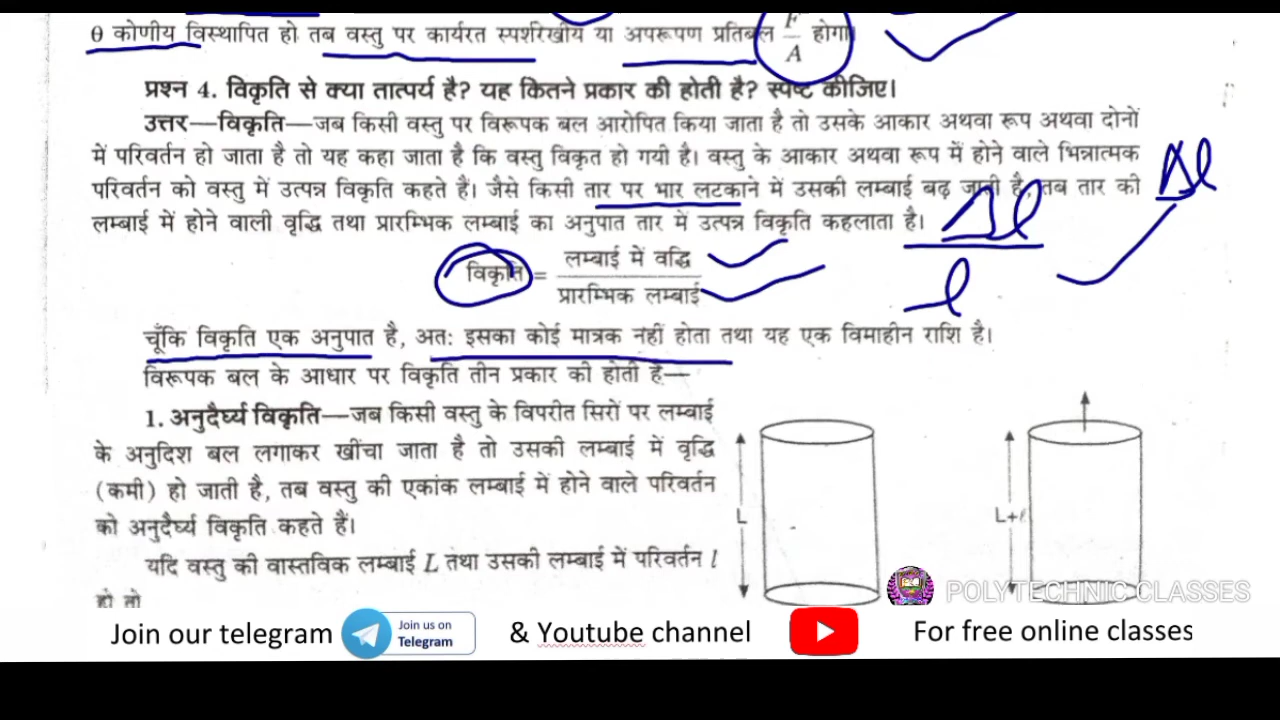 θ कोणीय विस्थापित हो तब वस्तु पर कार्यरत स्पर्शरेखीय या अपरूपण प्रतिबल F/A होगा।
प्रश्न 4. विकृति से क्या तात्पर्य है? यह कितने प्रकार की होती है? स्पष्ट कीजिए।
उत्तर—विकृति—जब किसी वस्तु पर विरूपक बल आरोपित किया जाता है तो उसके आकार अथवा रूप अथवा दोनों
में परिवर्तन हो जाता है तो यह कहा जाता है कि वस्तु विकृत हो गयी है। वस्तु के आकार अथवा रूप में होने वाले भिन्नात्मक
परिवर्तन को वस्तु में उत्पन्न विकृति कहते हैं। जैसे किसी तार पर भार लटकाने में उसकी लम्बाई बढ़ जाती है, तब तार की
Δl
लम्बाई में होने वाली वृद्धि तथा प्रारम्भिक लम्बाई का अनुपात तार में उत्पन्न विकृति कहलाता है।
Δl
l
विकृति = लम्बाई में वृद्धि
प्रारम्भिक लम्बाई
चूँकि विकृति एक अनुपात है, अतः इसका कोई मात्रक नहीं होता तथा यह एक विमाहीन राशि है।
विरूपक बल के आधार पर विकृति तीन प्रकार की होती है—
1. अनुदैर्घ्य विकृति—जब किसी वस्तु के विपरीत सिरों पर लम्बाई
के अनुदिश बल लगाकर खींचा जाता है तो उसकी लम्बाई में वृद्धि
(कमी) हो जाती है, तब वस्तु की एकांक लम्बाई में होने वाले परिवर्तन
को अनुदैर्घ्य विकृति कहते हैं।
यदि वस्तु की वास्तविक लम्बाई L तथा उसकी लम्बाई में परिवर्तन l
हो तो
L
L+l
POLYTECHNIC CLASSES
Join our telegram
Join us on
Telegram
& Youtube channel
For free online classes